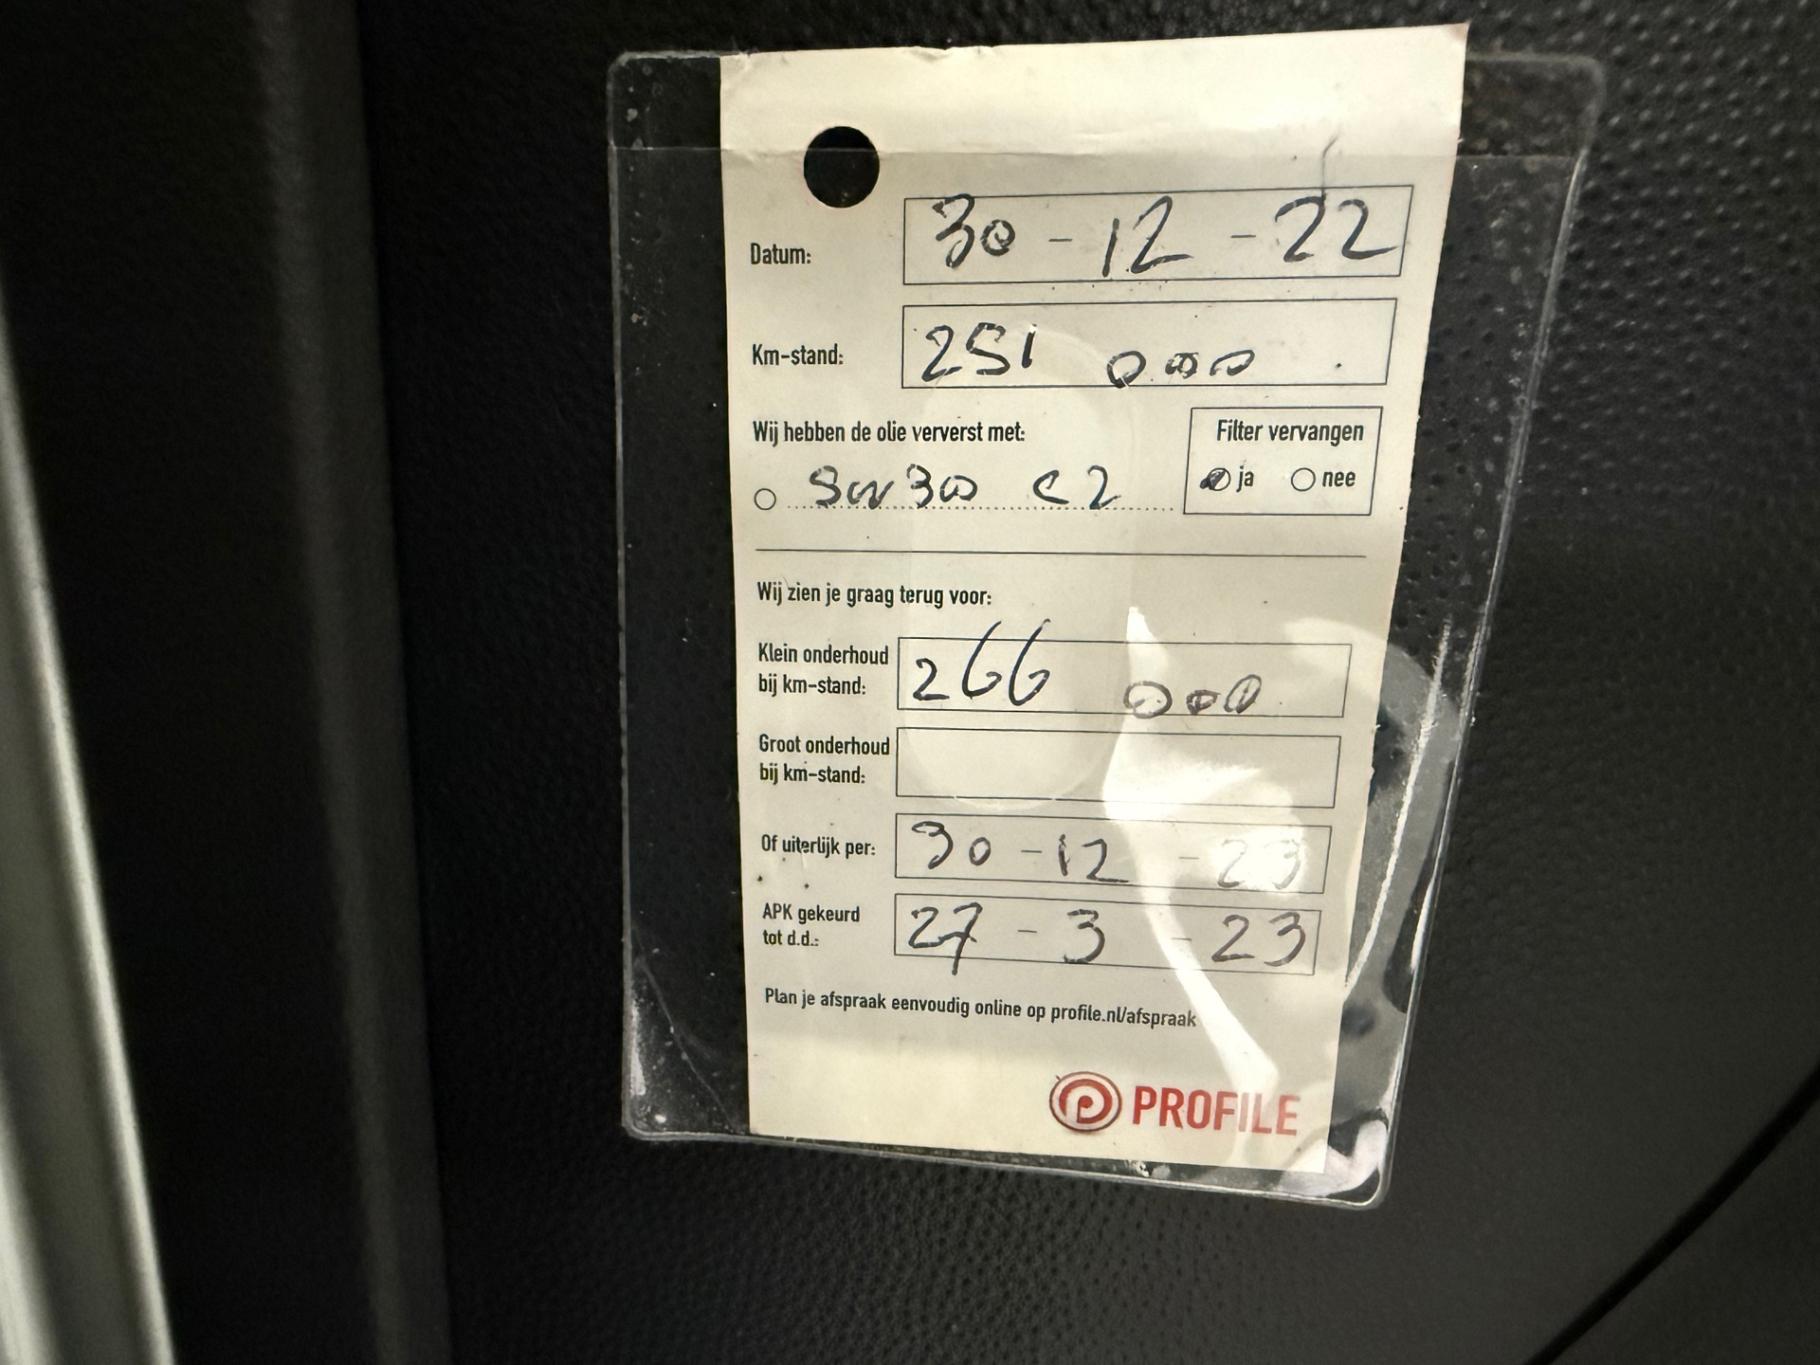 Datum: 30 - 12 - 22
Km-stand: 251 000
Wij hebben de olie ververst met:
Filter vervangen
5w30 C2
ja nee
Wij zien je graag terug voor:
Klein onderhoud
bij km-stand: 266 000
Groot onderhoud
bij km-stand:
Of uiterlijk per: 30 - 12 - 23
APK gekeurd
tot d.d.: 27 - 3 - 23
Plan je afspraak eenvoudig online op profile.nl/afspraak
PROFILE